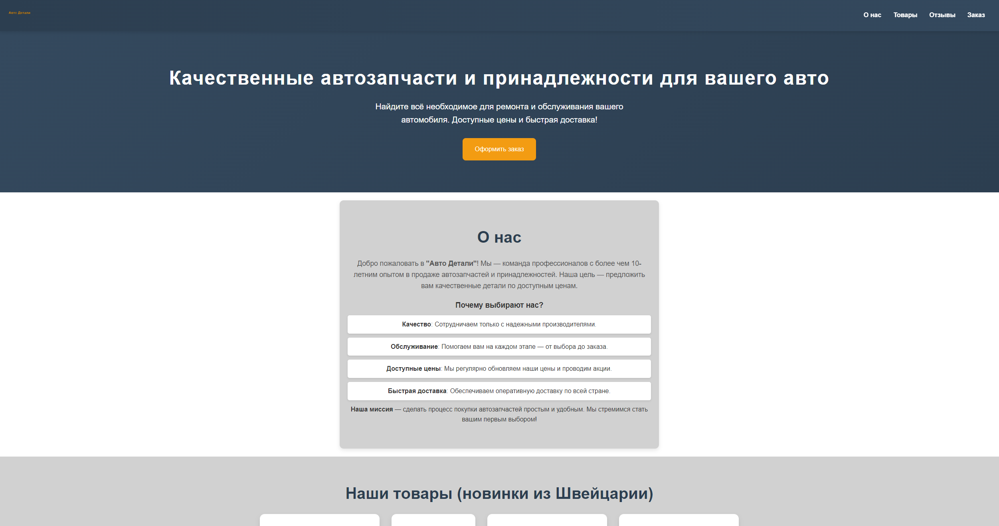 Авто Детали
О нас Товары Отзывы Заказ
Качественные автозапчасти и принадлежности для вашего авто
Найдите всё необходимое для ремонта и обслуживания вашего
автомобиля. Доступные цены и быстрая доставка!
Оформить заказ
О нас
Добро пожаловать в "Авто Детали"! Мы — команда профессионалов с более чем 10-
летним опытом в продаже автозапчастей и принадлежностей. Наша цель — предложить
вам качественные детали по доступным ценам.
Почему выбирают нас?
Качество: Сотрудничаем только с надежными производителями.
Обслуживание: Помогаем вам на каждом этапе — от выбора до заказа.
Доступные цены: Мы регулярно обновляем наши цены и проводим акции.
Быстрая доставка: Обеспечиваем оперативную доставку по всей стране.
Наша миссия — сделать процесс покупки автозапчастей простым и удобным. Мы стремимся стать
вашим первым выбором!
Наши товары (новинки из Швейцарии)